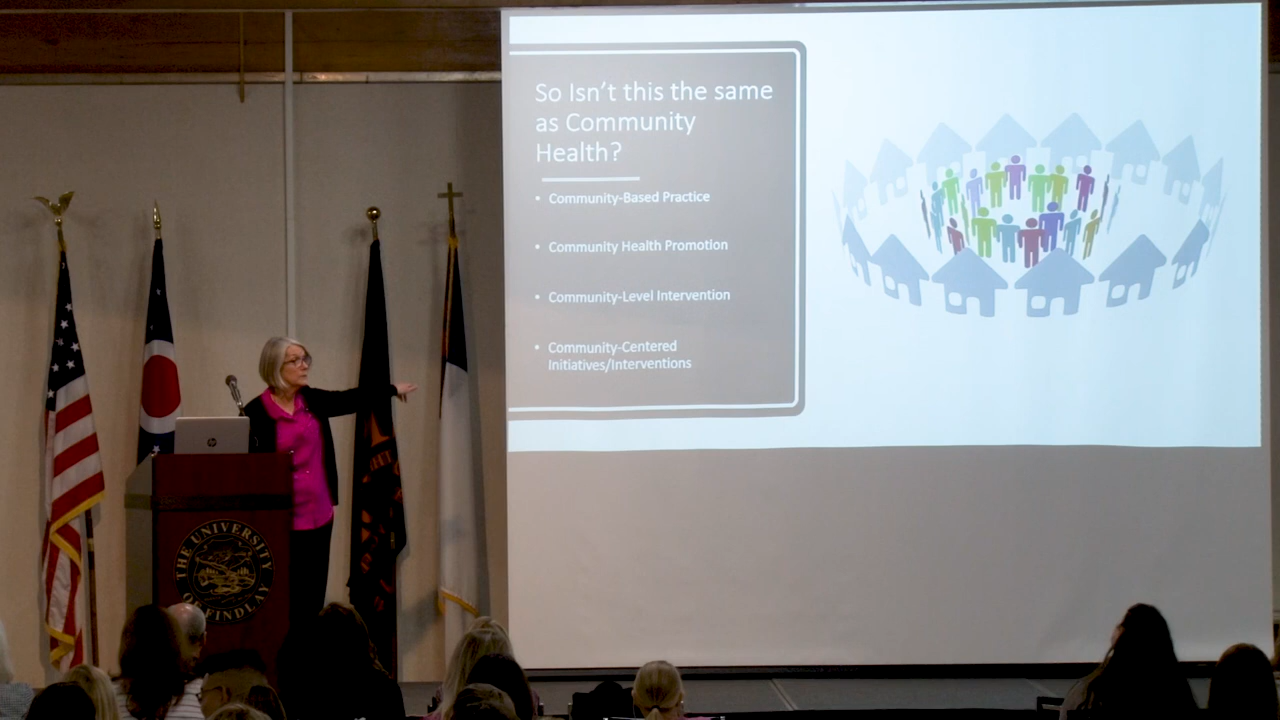 So Isn't this the same
as Community
Health?
• Community-Based Practice
• Community Health Promotion
• Community-Level Intervention
• Community-Centered
Initiatives/Interventions
hp
THE UNIVERSITY
OF FINDLAY